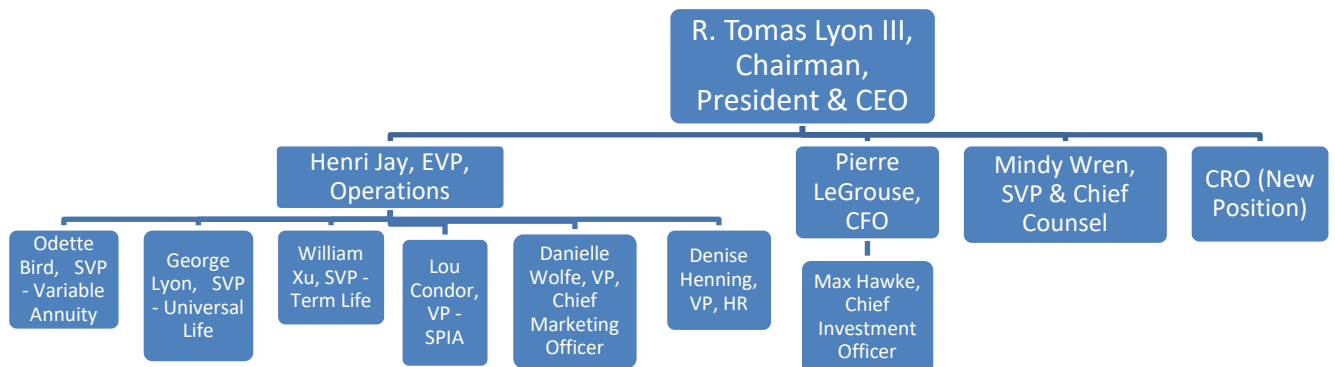 R. Tomas Lyon III,
Chairman,
President & CEO
Henri Jay, EVP,
Operations
Pierre
LeGrouse,
CFO
Mindy Wren,
SVP & Chief
Counsel
CRO (New
Position)
Odette
Bird, SVP
- Variable
Annuity
George
Lyon, SVP
- Universal
Life
William
Xu, SVP -
Term Life
Lou
Condor,
VP -
SPIA
Danielle
Wolfe, VP,
Chief
Marketing
Officer
Denise
Henning,
VP, HR
Max Hawke,
Chief
Investment
Officer